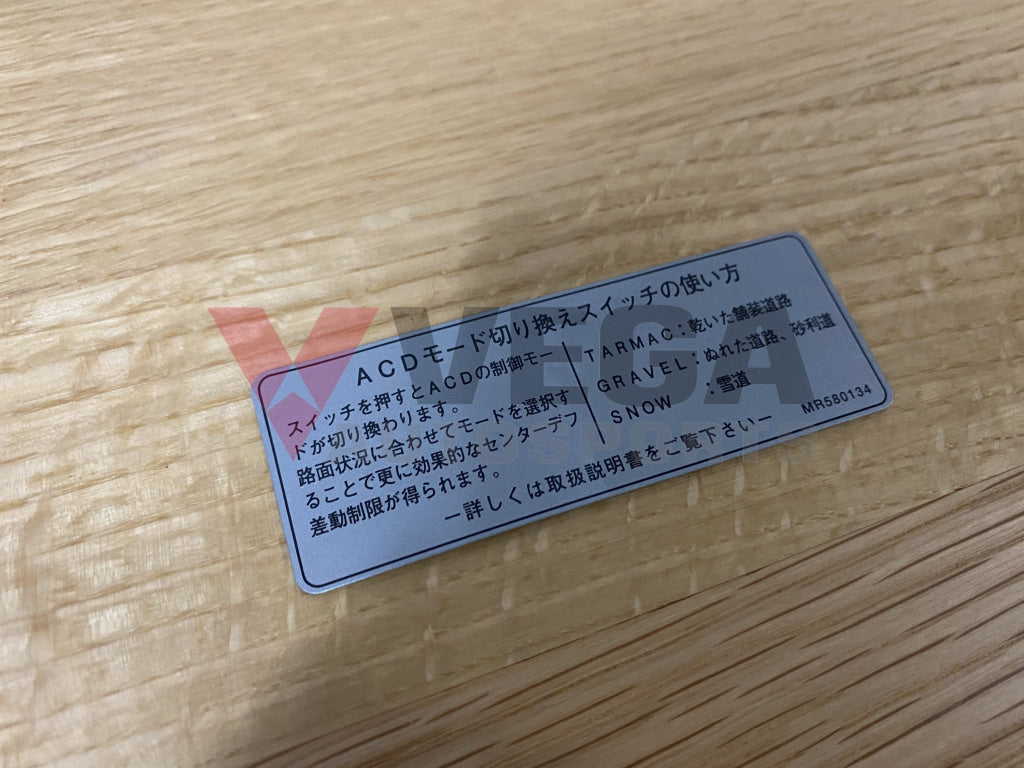 ACDモード切り換えスイッチの使い方
スイッチを押すとACDの制御モー
ドが切り換わります。
路面状況に合わせてモードを選択す
ることで更に効果的なセンターデフ
差動制限が得られます。
TARMAC:乾いた舗装道路
GRAVEL:ぬれた道路、砂利道
SNOW :雪道
MR580134
ー詳しくは取扱説明書をご覧下さいー
VEGA
AUTOSPORTS